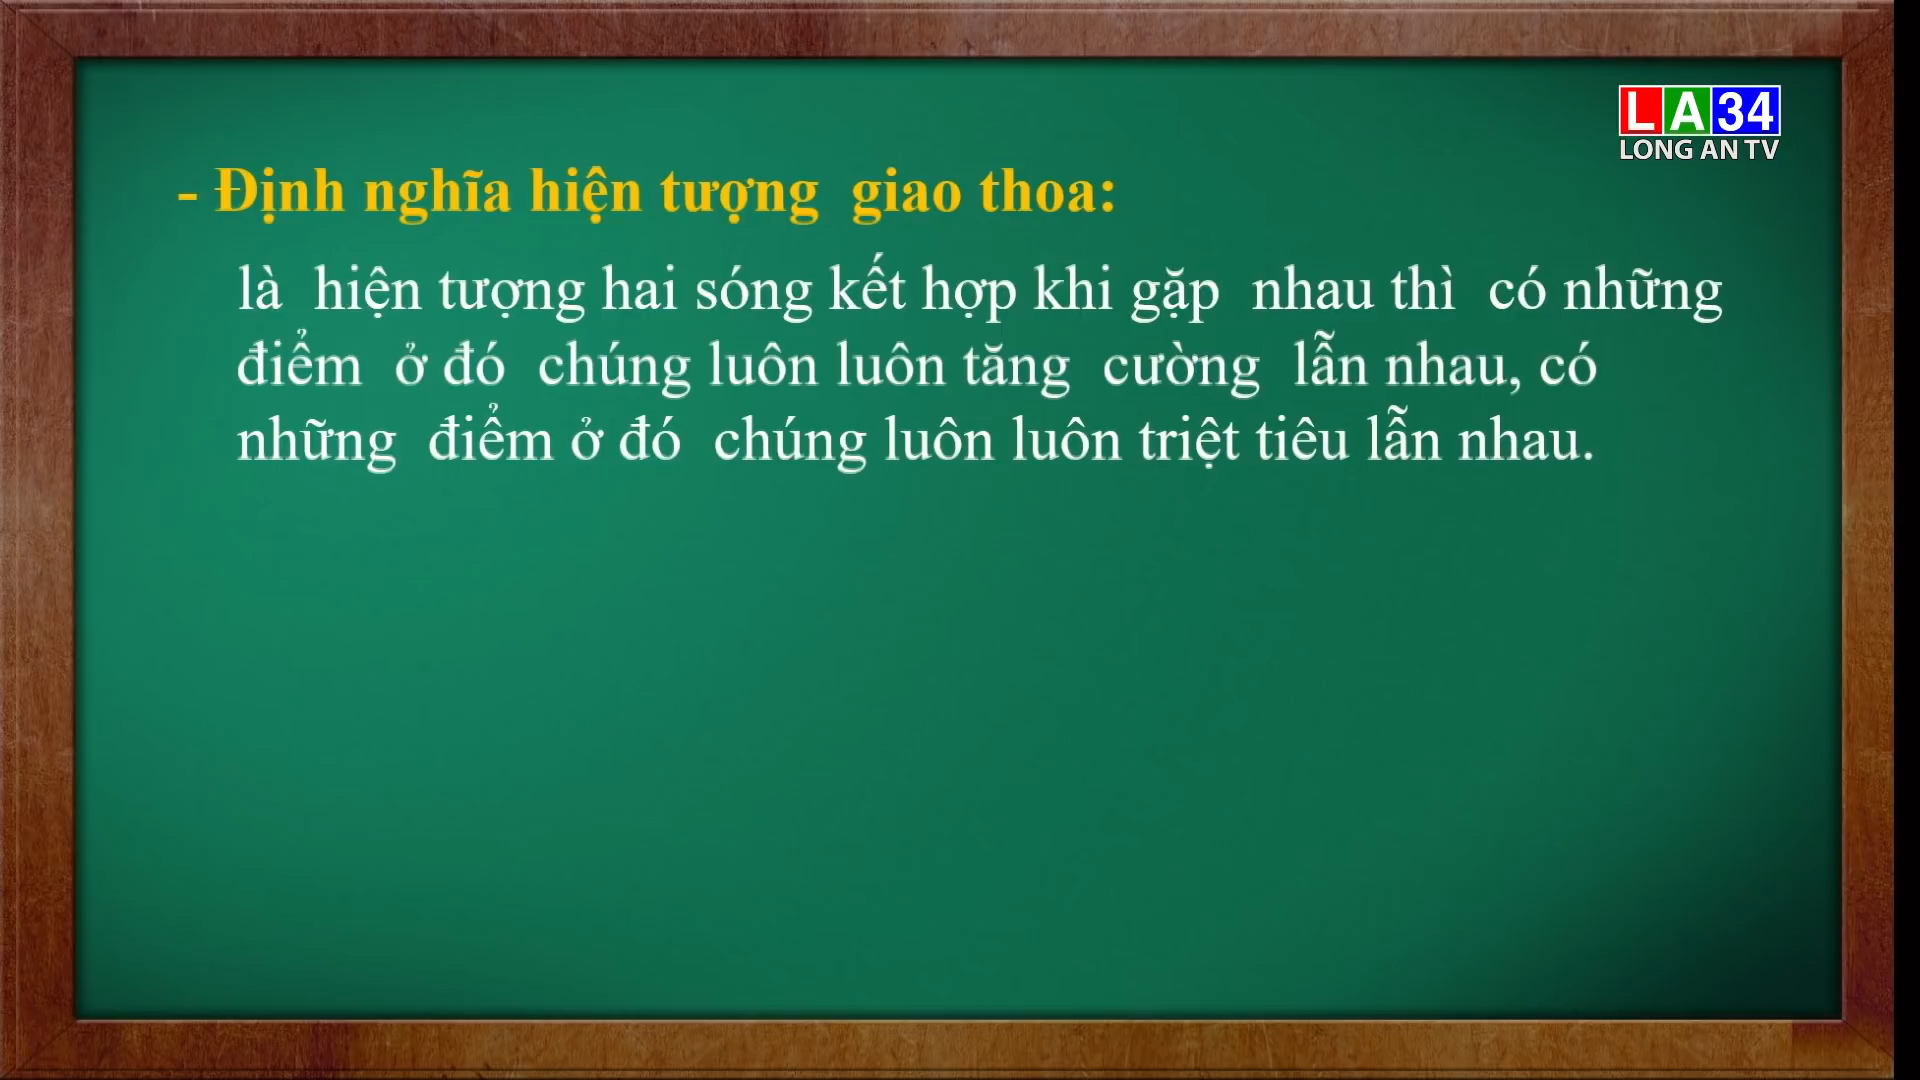 LA34
LONG AN TV
- Định nghĩa hiện tượng giao thoa:
là hiện tượng hai sóng kết hợp khi gặp nhau thì có những
điểm ở đó chúng luôn luôn tăng cường lẫn nhau, có
những điểm ở đó chúng luôn luôn triệt tiêu lẫn nhau.